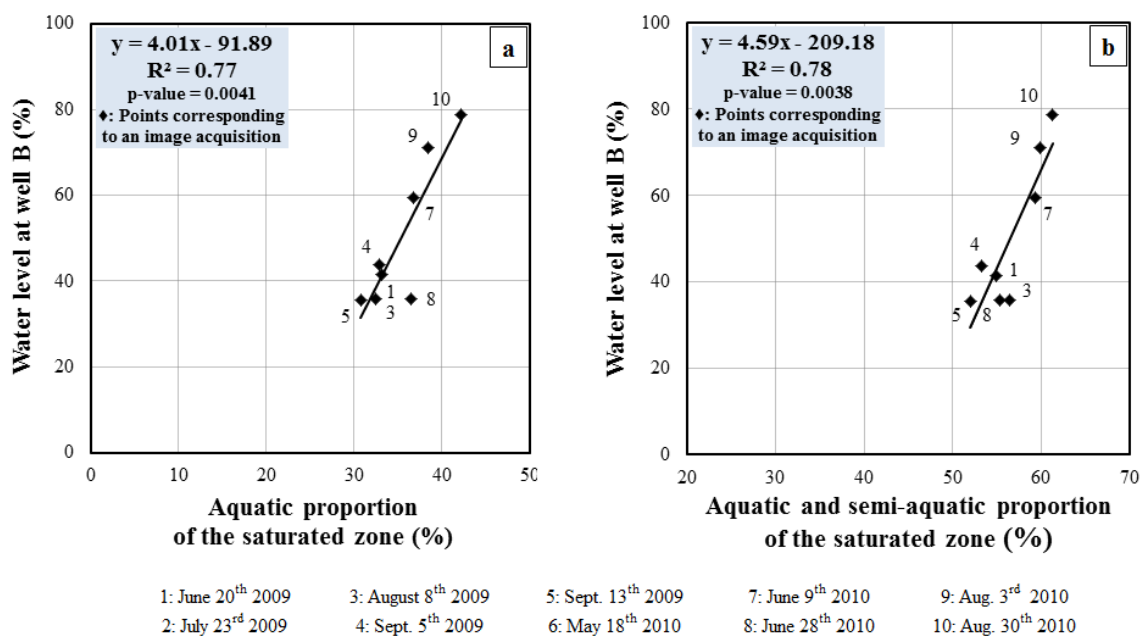 y = 4.01x - 91.89
R² = 0.77
p-value = 0.0041
◆: Points corresponding
to an image acquisition
a
100
80
60
40
20
0
0 10 20 30 40 50
10
9
7
4
1
5 3 8
Water level at well B (%)
Aquatic proportion
of the saturated zone (%)
y = 4.59x - 209.18
R² = 0.78
p-value = 0.0038
◆: Points corresponding
to an image acquisition
b
100
80
60
40
20
0
20 30 40 50 60 70
10
9
7
4
1
3
5 8
Water level at well B (%)
Aquatic and semi-aquatic proportion
of the saturated zone (%)
1: June 20th 2009 3: August 8th 2009 5: Sept. 13th 2009 7: June 9th 2010 9: Aug. 3rd 2010
2: July 23rd 2009 4: Sept. 5th 2009 6: May 18th 2010 8: June 28th 2010 10: Aug. 30th 2010